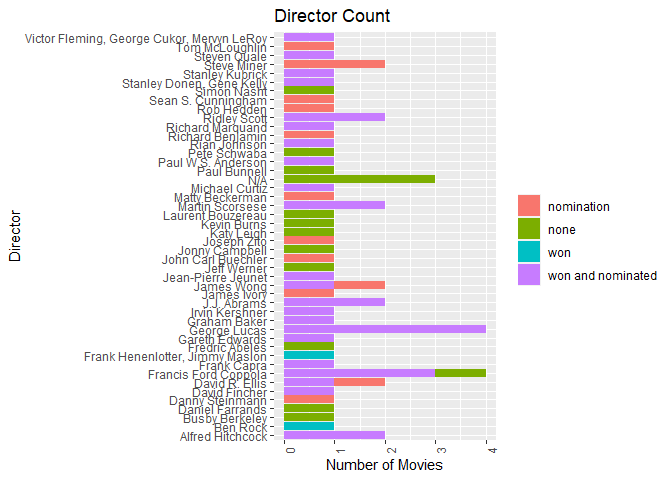 Director Count
Victor Fleming, George Cukor, Mervyn LeRoy
Tom McLoughlin
Steven Quale
Steve Miner
Stanley Kubrick
Stanley Donen, Gene Kelly
Simon Nasht
Sean S. Cunningham
Rob Hedden
Ridley Scott
Richard Marquand
Richard Benjamin
Rian Johnson
Pete Schwaba
Paul W.S. Anderson
Paul Bunnell
N/A
Michael Curtiz
Matty Beckerman
Martin Scorsese
Laurent Bouzereau
Kevin Burns
Katy Leigh
Joseph Zito
Jonny Campbell
John Carl Buechler
Jeff Werner
Jean-Pierre Jeunet
James Wong
James Ivory
J.J. Abrams
Irvin Kershner
Graham Baker
George Lucas
Gareth Edwards
Fredric Abeles
Frank Henenlotter, Jimmy Maslon
Frank Capra
Francis Ford Coppola
David R. Ellis
David Fincher
Danny Steinmann
Daniel Farrands
Busby Berkeley
Ben Rock
Alfred Hitchcock
Director
0
1
2
3
4
Number of Movies
nomination
none
won
won and nominated